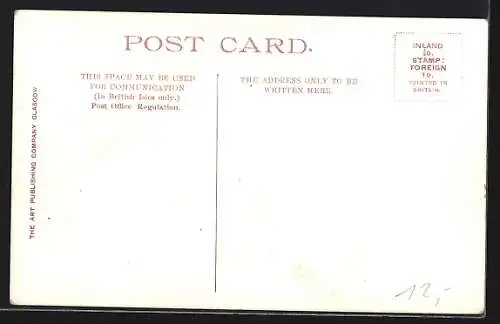 POST CARD.
THIS SPACE MAY BE USED
FOR COMMUNICATION
(In British Isles only.)
Post Office Regulation.
THE ADDRESS ONLY TO BE
WRITTEN HERE
INLAND
½D.
STAMP:
FOREIGN
1D.
PRINTED IN
BRITAIN.
THE ART PUBLISHING COMPANY GLASGOW
12,-